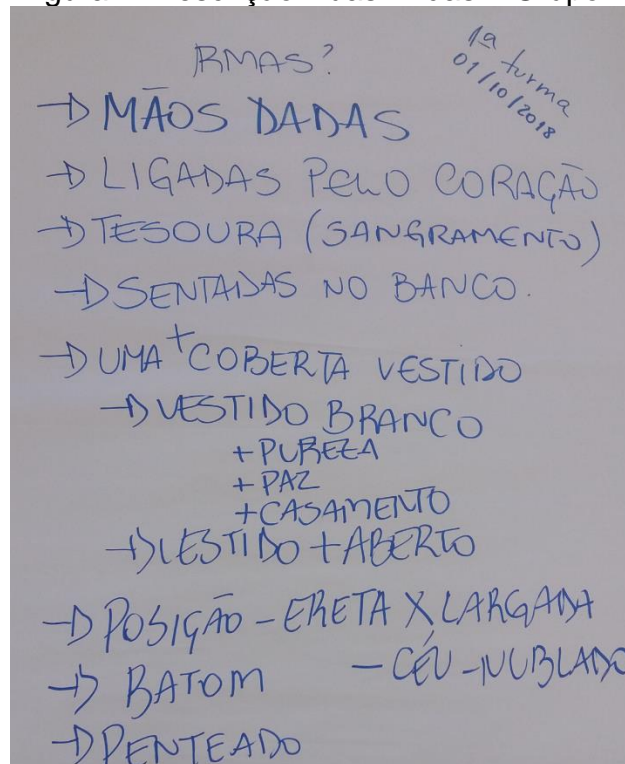 RMAS?
1ª turma
01/10/2018
→ MÃOS DADAS
→ LIGADAS PELO CORAÇÃO
→ TESOURA (SANGRAMENTO)
→ SENTADAS NO BANCO.
→ UMA + COBERTA VESTIDO
→ VESTIDO BRANCO
+ PUREZA
+ PAZ
+ CASAMENTO
→ VESTIDO + ABERTO
→ POSIÇÃO - ERETA X LARGADA
→ BATOM - CÉU - NUBLADO
→ PENTEADO